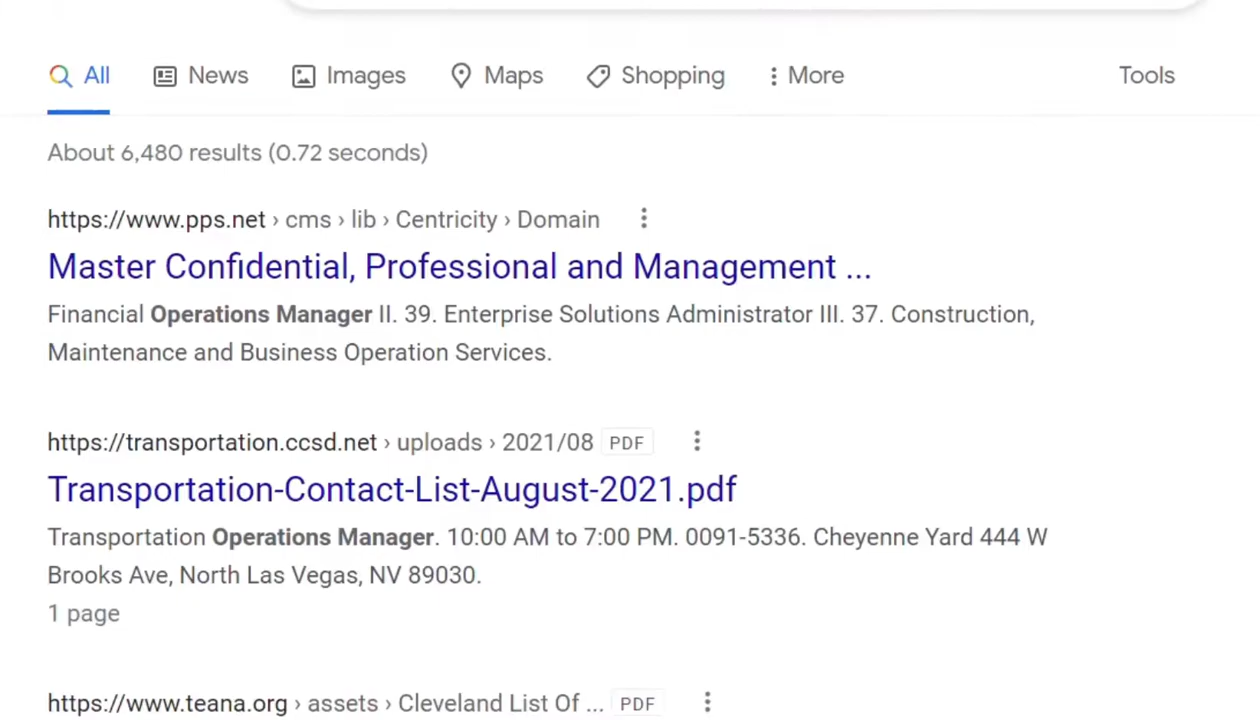 All News Images Maps Shopping More Tools
About 6,480 results (0.72 seconds)
https://www.pps.net › cms › lib › Centricity › Domain
Master Confidential, Professional and Management ...
Financial Operations Manager II. 39. Enterprise Solutions Administrator III. 37. Construction,
Maintenance and Business Operation Services.
https://transportation.ccsd.net › uploads › 2021/08 PDF
Transportation-Contact-List-August-2021.pdf
Transportation Operations Manager. 10:00 AM to 7:00 PM. 0091-5336. Cheyenne Yard 444 W
Brooks Ave, North Las Vegas, NV 89030.
1 page
https://www.teana.org › assets › Cleveland List Of ... PDF